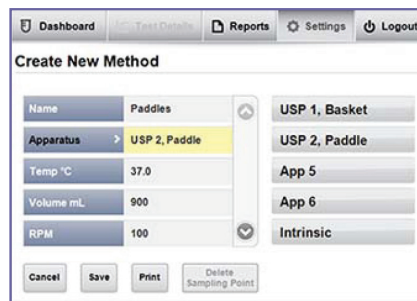 Dashboard Test Details Reports Settings Logout
Create New Method
Name Paddles
Apparatus USP 2, Paddle
Temp °C 37.0
Volume mL 900
RPM 100
USP 1, Basket
USP 2, Paddle
App 5
App 6
Intrinsic
Cancel Save Print Delete
Sampling Point